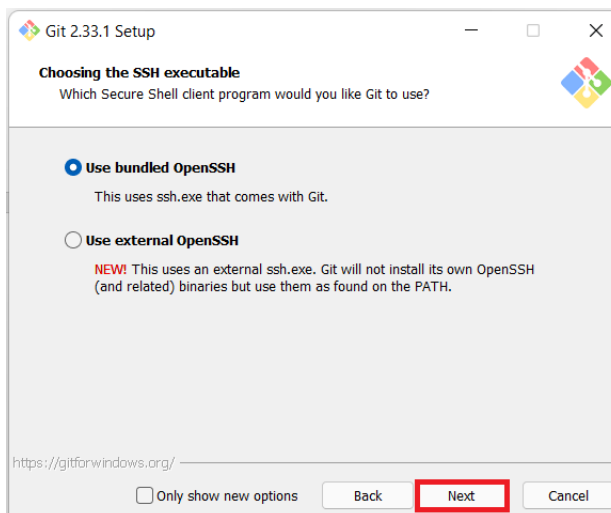 Git 2.33.1 Setup
Choosing the SSH executable
Which Secure Shell client program would you like Git to use?
Use bundled OpenSSH
This uses ssh.exe that comes with Git.
Use external OpenSSH
NEW! This uses an external ssh.exe. Git will not install its own OpenSSH
(and related) binaries but use them as found on the PATH.
https://gitforwindows.org/
Only show new options Back Next Cancel